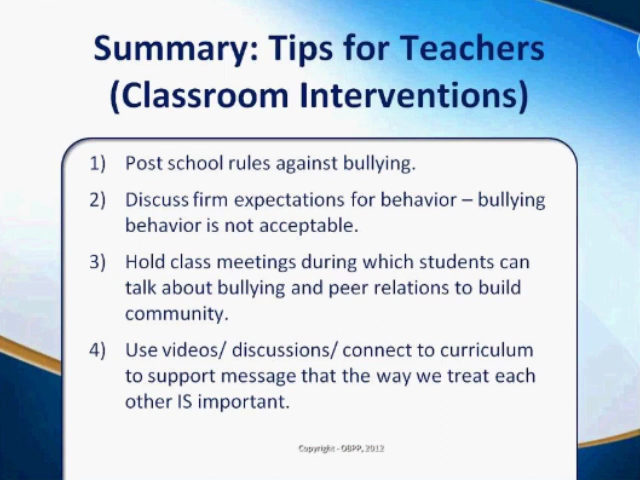 Summary: Tips for Teachers
(Classroom Interventions)
1) Post school rules against bullying.
2) Discuss firm expectations for behavior – bullying
behavior is not acceptable.
3) Hold class meetings during which students can
talk about bullying and peer relations to build
community.
4) Use videos/ discussions/ connect to curriculum
to support message that the way we treat each
other IS important.
Copyright - OBPP, 2012